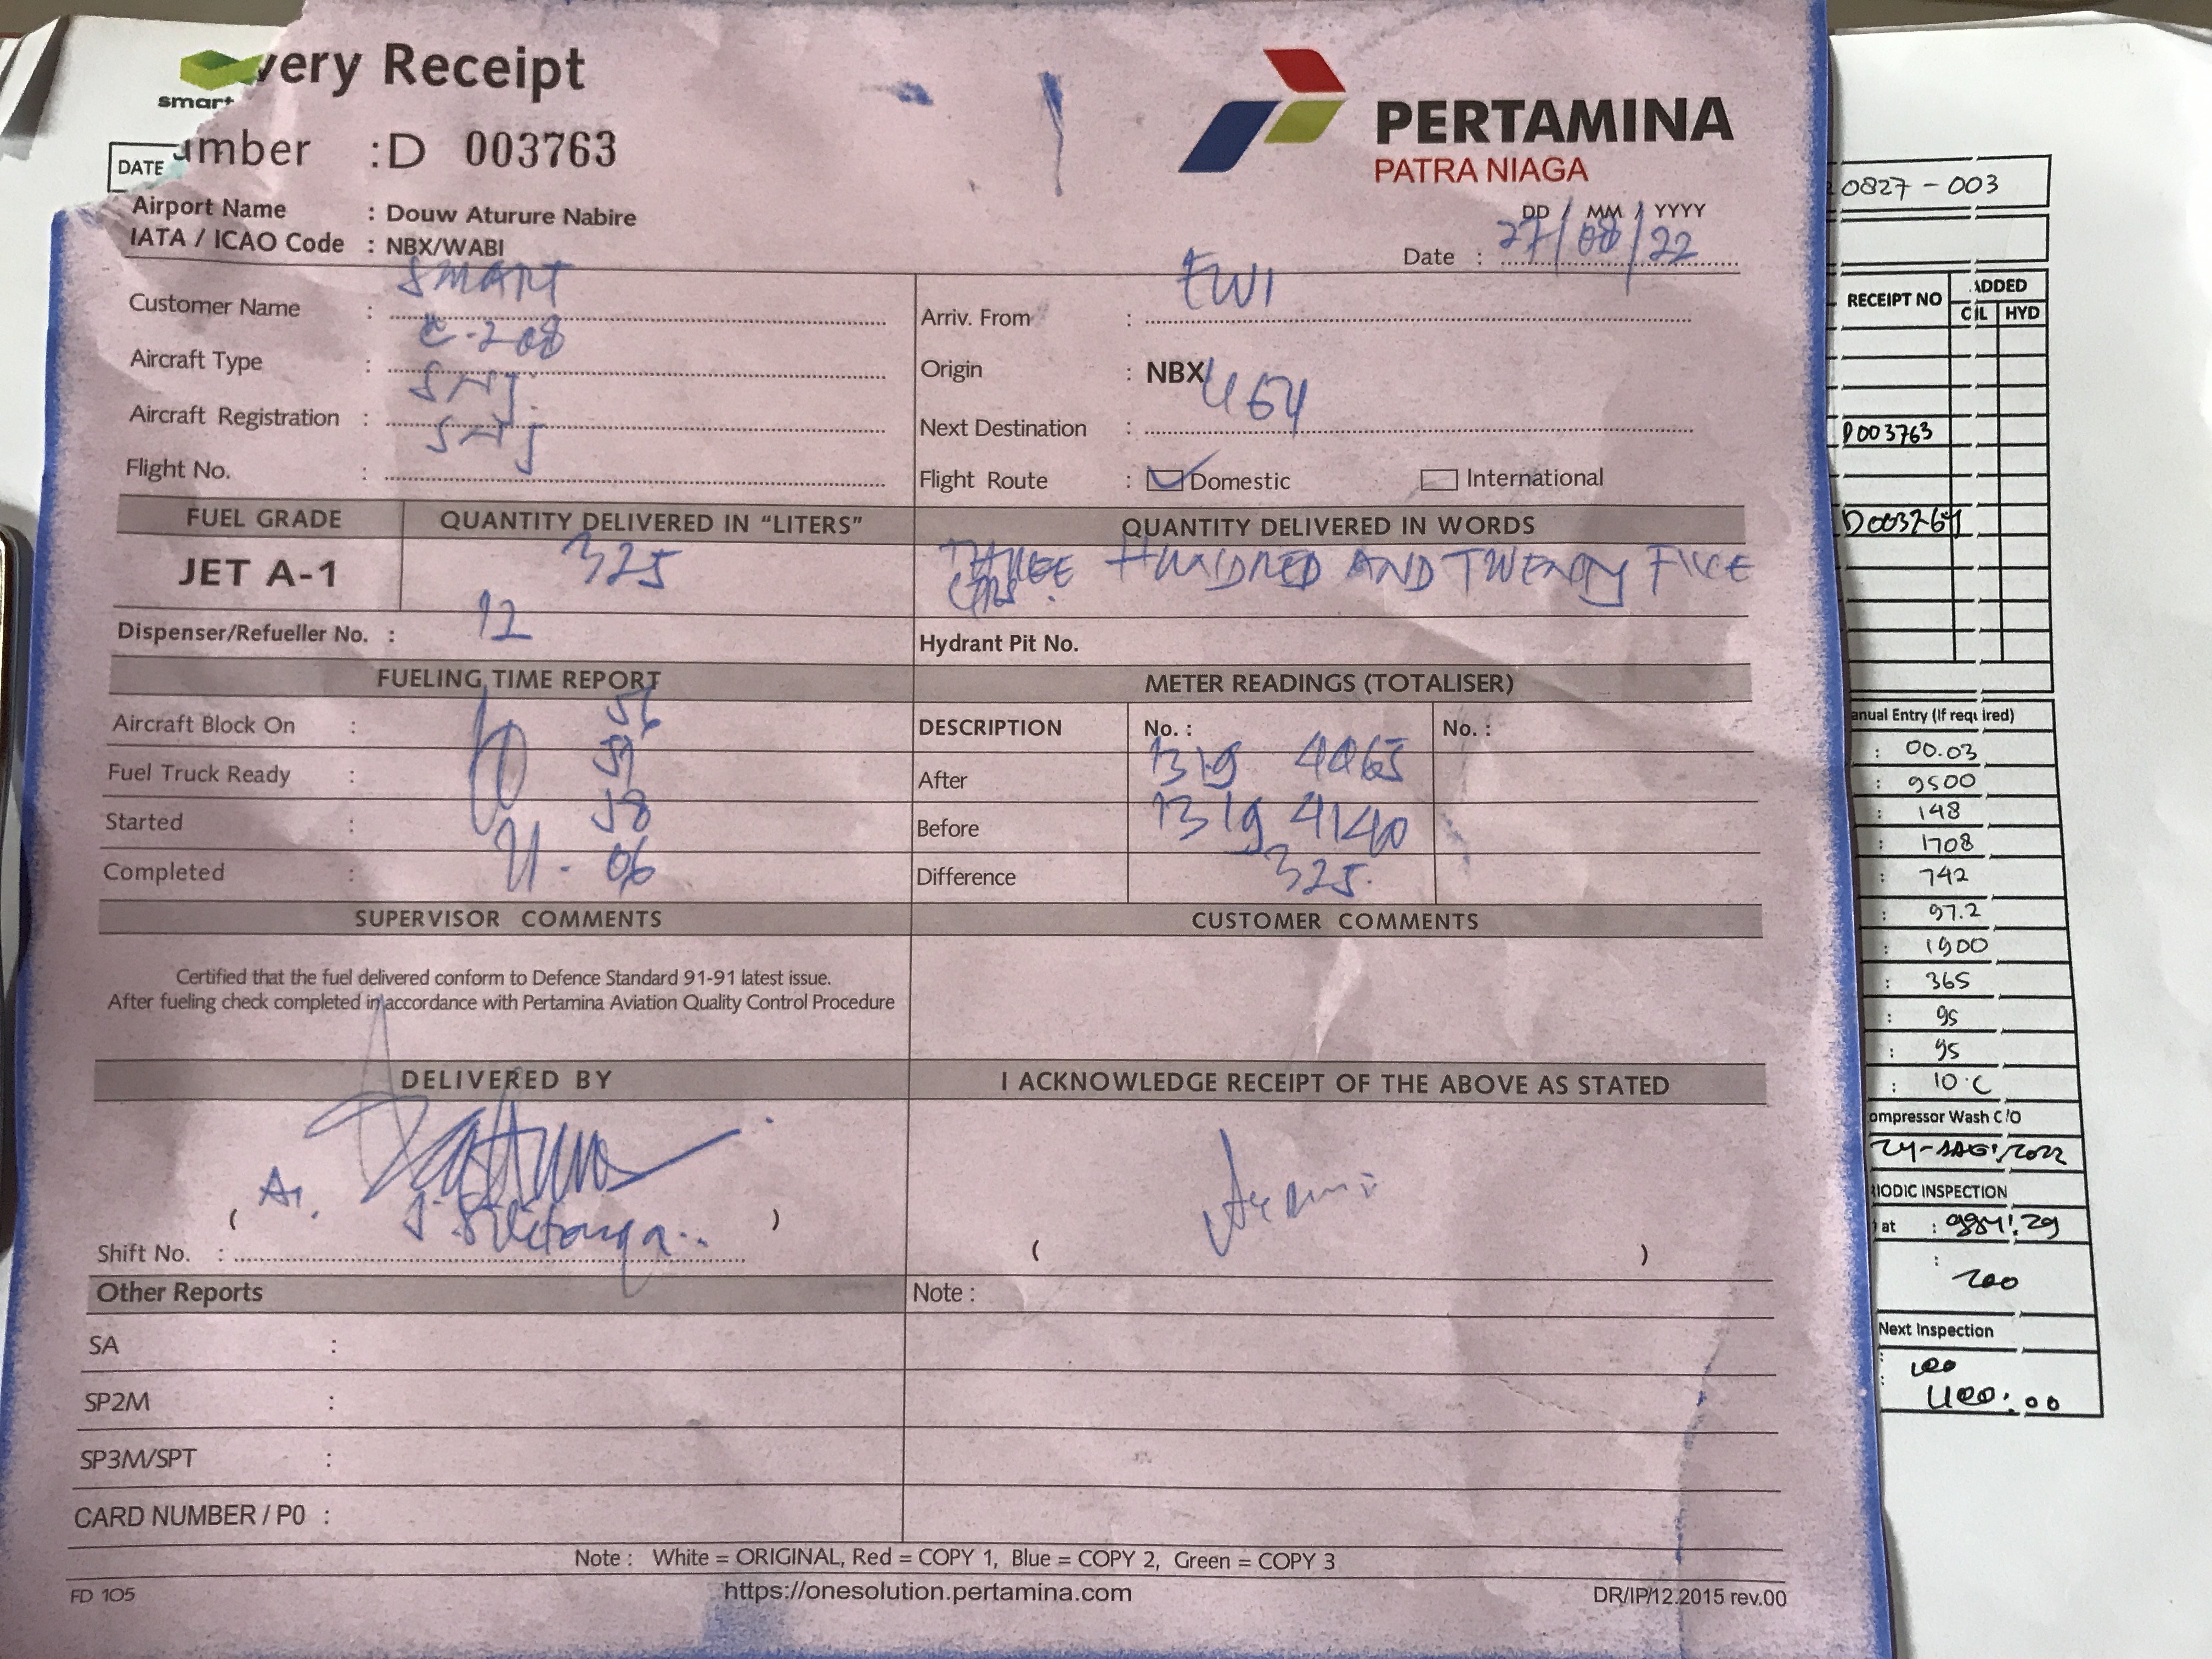 smart
very Receipt
umber : D 003763
PERTAMINA
PATRA NIAGA
DATE
Airport Name : Douw Aturure Nabire
IATA / ICAO Code : NBX/WABI
DD / MM / YYYY
Date : 27/08/22
Customer Name : SMART
Aircraft Type : C-208
Aircraft Registration : SNJ.
Flight No. : SNJ
Arriv. From : EWI
Origin : NBX
Next Destination :
Flight Route : Domestic International
FUEL GRADE QUANTITY DELIVERED IN “LITERS” QUANTITY DELIVERED IN WORDS
JET A-1 325 THREE HUNDRED AND TWENTY FIVE
Dispenser/Refueller No. : 12 Hydrant Pit No.
FUELING TIME REPORT METER READINGS (TOTALISER)
Aircraft Block On : 56
Fuel Truck Ready : 57
Started : 58
Completed : 06
DESCRIPTION No. : No. :
After 1319 4465
Before 1319 4140
Difference 325.
SUPERVISOR COMMENTS CUSTOMER COMMENTS
Certified that the fuel delivered conform to Defence Standard 91-91 latest issue.
After fueling check completed in accordance with Pertamina Aviation Quality Control Procedure
DELIVERED BY I ACKNOWLEDGE RECEIPT OF THE ABOVE AS STATED
( )
Shift No. :
( )
Other Reports Note :
SA :
SP2M :
SP3M/SPT :
CARD NUMBER / P0 :
Note : White = ORIGINAL, Red = COPY 1, Blue = COPY 2, Green = COPY 3
FD 105 https://onesolution.pertamina.com DR/IP/12.2015 rev.00
0827 - 003
RECEIPT NO ADDED
OIL HYD
D003763
anual Entry (If required)
: 00.03
: 9500
: 148
: 1708
: 742
: 97.2
: 1900
: 365
: 95
: 95
: 10°C
ompressor Wash C/O
RIODIC INSPECTION
at :
: 200
Next Inspection
: 100